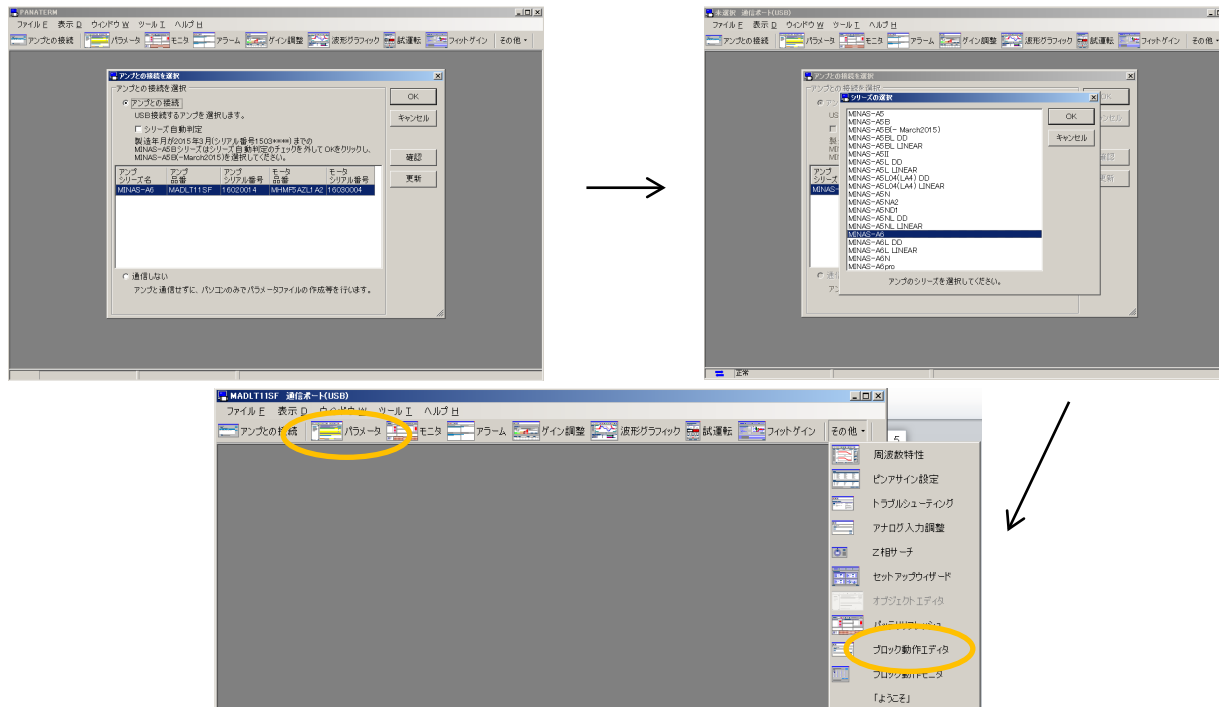 PANATERM
ファイル F 表示 D ウィンドウ W ツール I ヘルプ H
アンプとの接続 パラメータ モニタ アラーム ゲイン調整 波形グラフィック 試運転 フィットゲイン その他
アンプとの接続を選択
アンプとの接続を選択
アンプとの接続
USB接続するアンプを選択します。
シリーズ自動判定
製造年月が2015年3月(シリアル番号1503****)までの
MINAS-A5Bシリーズはシリーズ自動判定のチェックを外してOKをクリックし、
MINAS-A5B(-March2015)を選択してください。
アンプ シリーズ名 アンプ 品番 アンプ シリアル番号 モータ 品番 モータ シリアル番号
MINAS-A6 MADLT11SF 16020014 MHMF5AZL1A2 16030004
通信しない
アンプと通信せずに、パソコンのみでパラメータファイルの作成等を行います。
OK
キャンセル
確認
更新
未選択 通信ポート(USB)
ファイル F 表示 D ウィンドウ W ツール I ヘルプ H
アンプとの接続 パラメータ モニタ アラーム ゲイン調整 波形グラフィック 試運転 フィットゲイン その他
アンプとの接続を選択
シリーズの選択
MINAS-A5
MINAS-A5B
MINAS-A5B(- March2015)
MINAS-A5BL DD
MINAS-A5BL LINEAR
MINAS-A5II
MINAS-A5L DD
MINAS-A5L LINEAR
MINAS-A5L04(LA4) DD
MINAS-A5L04(LA4) LINEAR
MINAS-A5N
MINAS-A5NA2
MINAS-A5ND1
MINAS-A5NL DD
MINAS-A5NL LINEAR
MINAS-A6
MINAS-A6L DD
MINAS-A6L LINEAR
MINAS-A6N
MINAS-A6pro
OK
キャンセル
アンプのシリーズを選択してください。
正常
MADLT11SF 通信ポート(USB)
ファイル F 表示 D ウィンドウ W ツール I ヘルプ H
アンプとの接続 パラメータ モニタ アラーム ゲイン調整 波形グラフィック 試運転 フィットゲイン その他
5
周波数特性
ピンアサイン設定
トラブルシューティング
アナログ入力調整
Z相サーチ
セットアップウィザード
オブジェクトエディタ
バッテリリフレッシュ
ブロック動作エディタ
ブロック動作モニタ
「ようこそ」